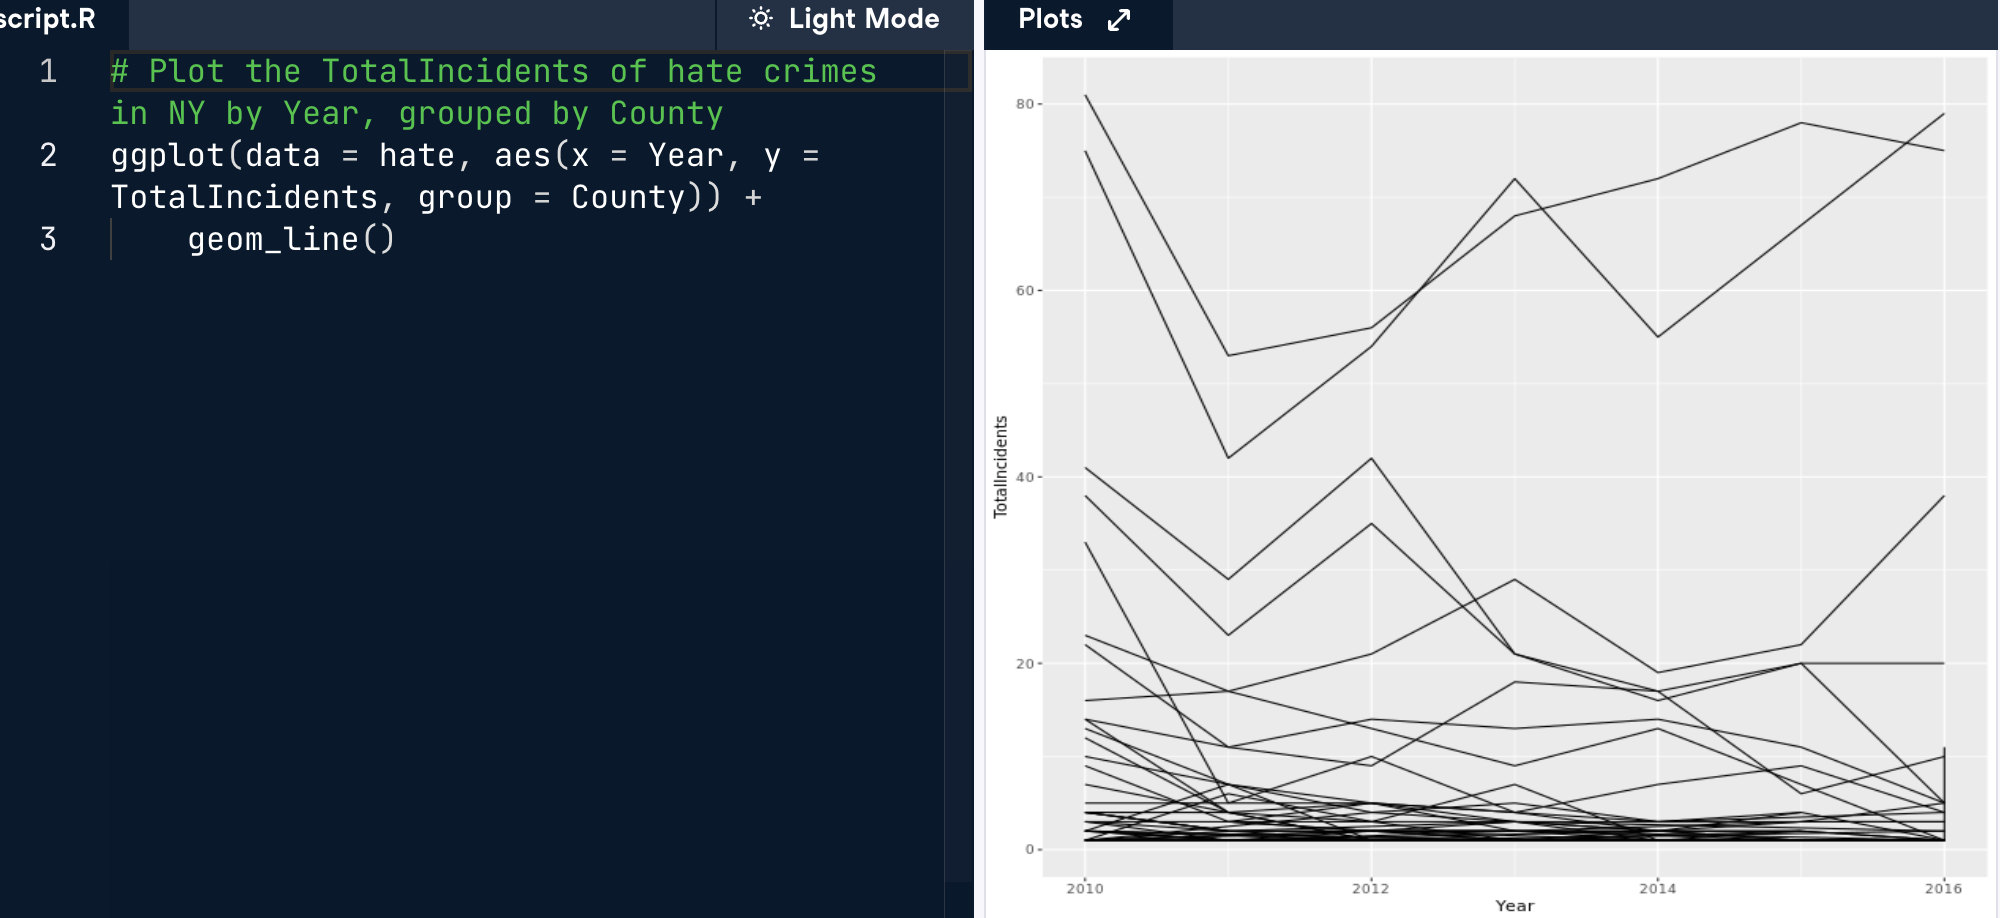 script.R
Light Mode
Plots
1 # Plot the TotalIncidents of hate crimes
in NY by Year, grouped by County
2 ggplot(data = hate, aes(x = Year, y =
TotalIncidents, group = County)) +
3 geom_line()
80
60
40
20
0
TotalIncidents
2010 2012 2014 2016
Year